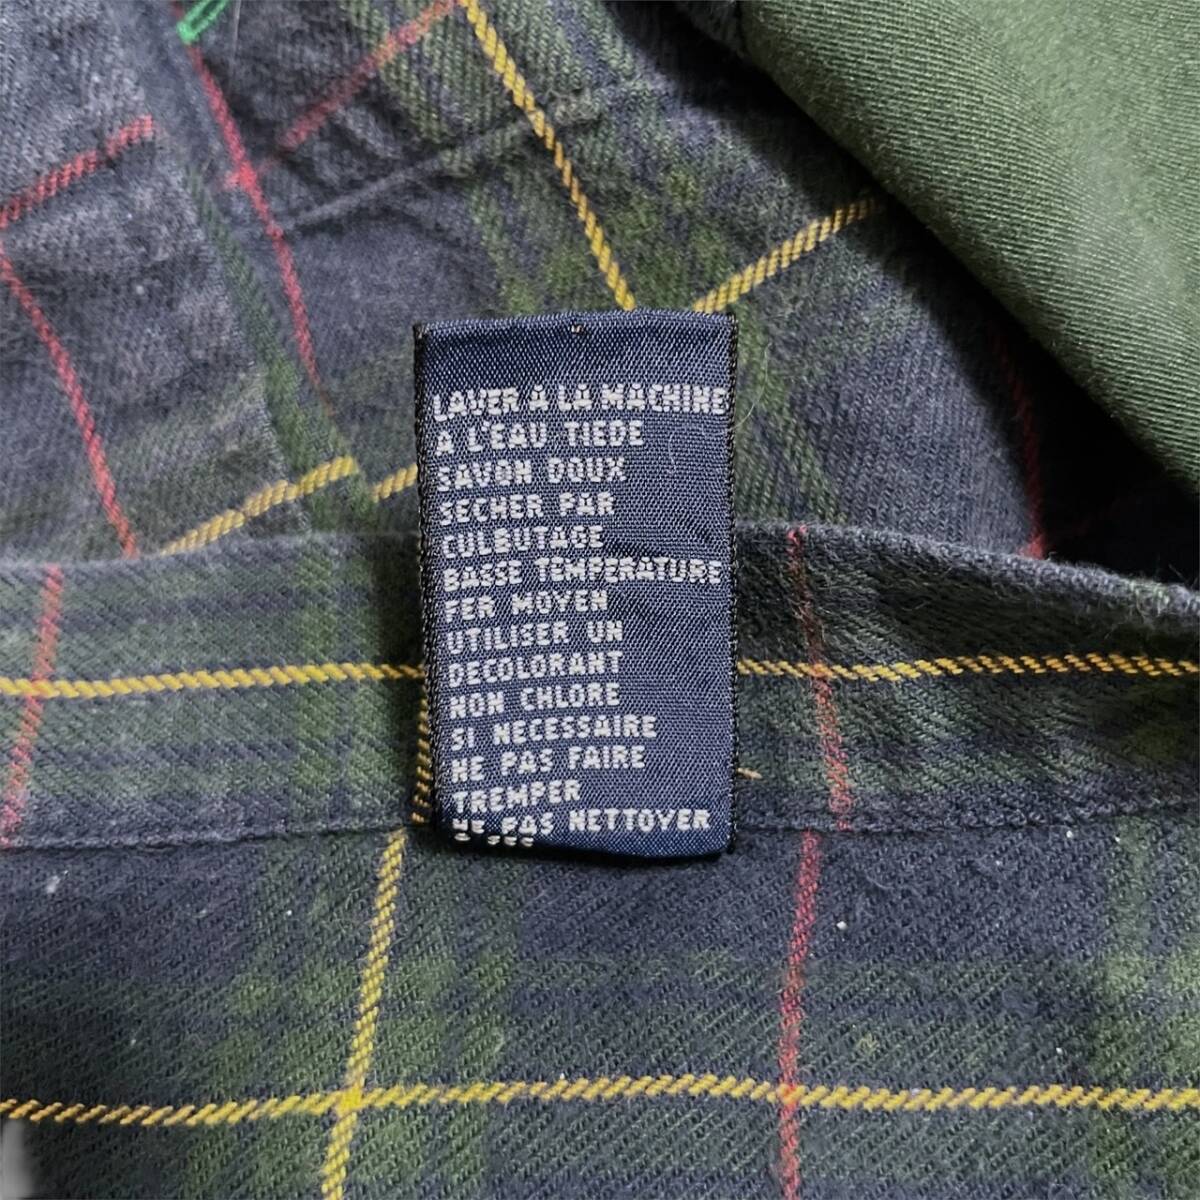 LAVER A LA MACHINE
A L'EAU TIEDE
SAVON DOUX
SECHER PAR
CULBUTAGE
BASSE TEMPERATURE
FER MOYEN
UTILISER UN
DECOLORANT
NON CHLORE
SI NECESSAIRE
NE PAS FAIRE
TREMPER
NE PAS NETTOYER